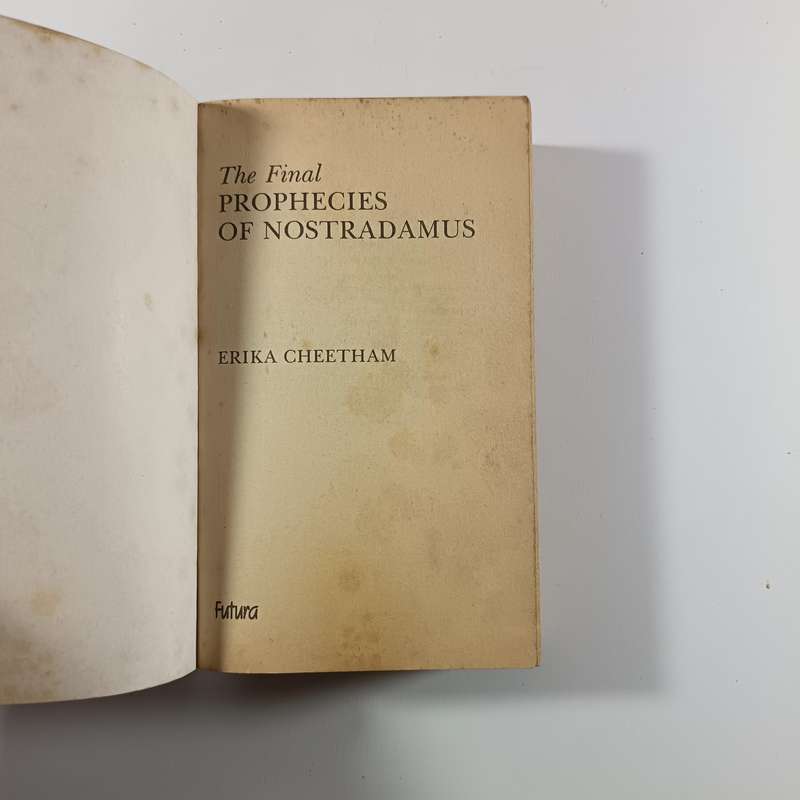 The Final
PROPHECIES
OF NOSTRADAMUS
ERIKA CHEETHAM
Futura